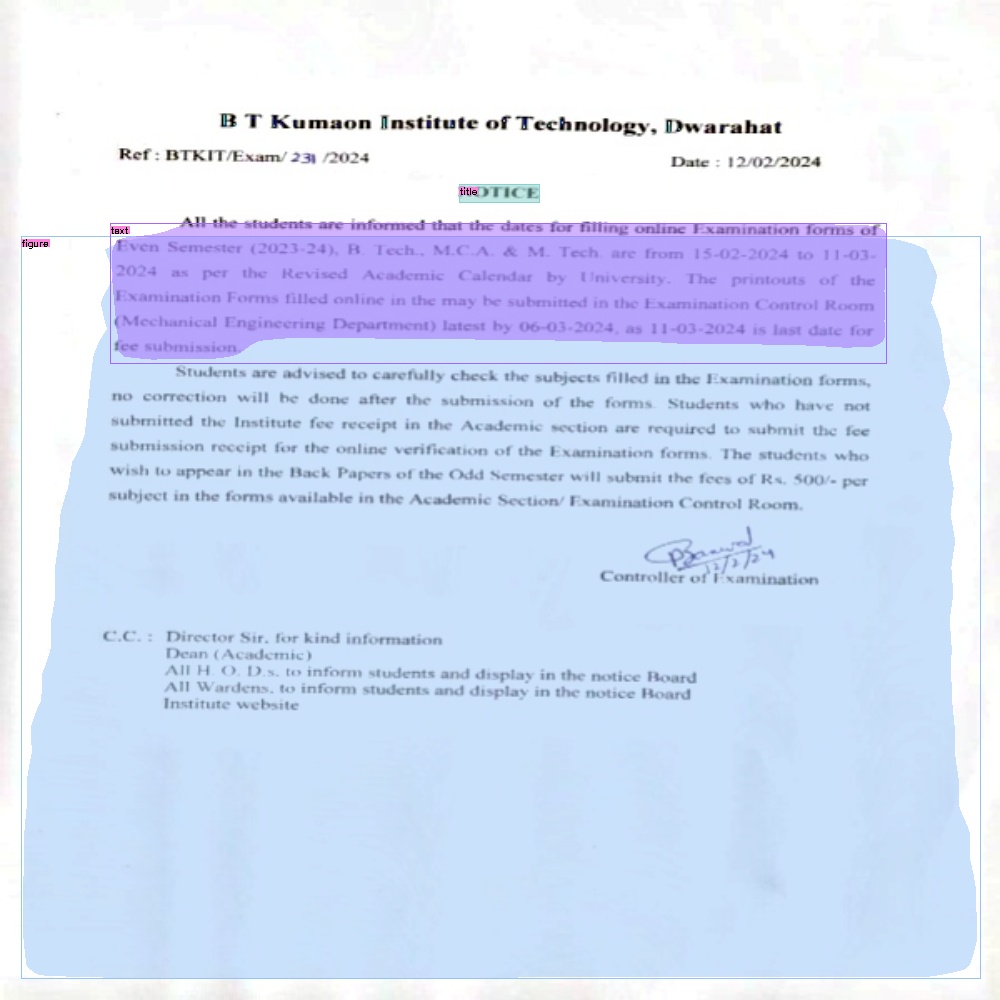 B T Kumaon Institute of Technology, Dwarahat
Ref : BTKIT/Exam/ 231 /2024
Date : 12/02/2024
title OTICE
text
All the students are informed that the dates for filling online Examination forms of
figure
Even Semester (2023-24), B. Tech., M.C.A. & M. Tech. are from 15-02-2024 to 11-03-
2024 as per the Revised Academic Calendar by University. The printouts of the
Examination Forms filled online in the may be submitted in the Examination Control Room
(Mechanical Engineering Department) latest by 06-03-2024, as 11-03-2024 is last date for
fee submission.
Students are advised to carefully check the subjects filled in the Examination forms,
no correction will be done after the submission of the forms. Students who have not
submitted the Institute fee receipt in the Academic section are required to submit the fee
submission receipt for the online verification of the Examination forms. The students who
wish to appear in the Back Papers of the Odd Semester will submit the fees of Rs. 500/- per
subject in the forms available in the Academic Section/ Examination Control Room.
12/2/24
Controller of Examination
C.C. : Director Sir, for kind information
Dean (Academic)
All H. O. D.s. to inform students and display in the notice Board
All Wardens, to inform students and display in the notice Board
Institute website